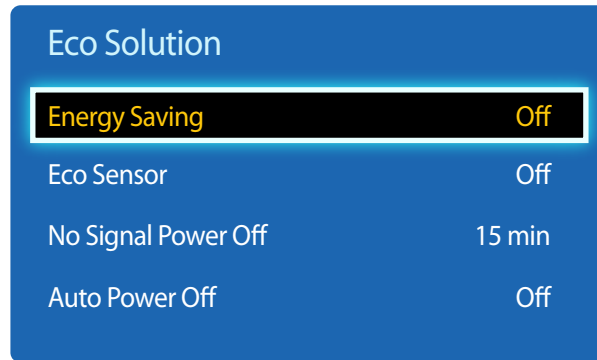 Eco Solution
Energy Saving Off
Eco Sensor Off
No Signal Power Off 15 min
Auto Power Off Off